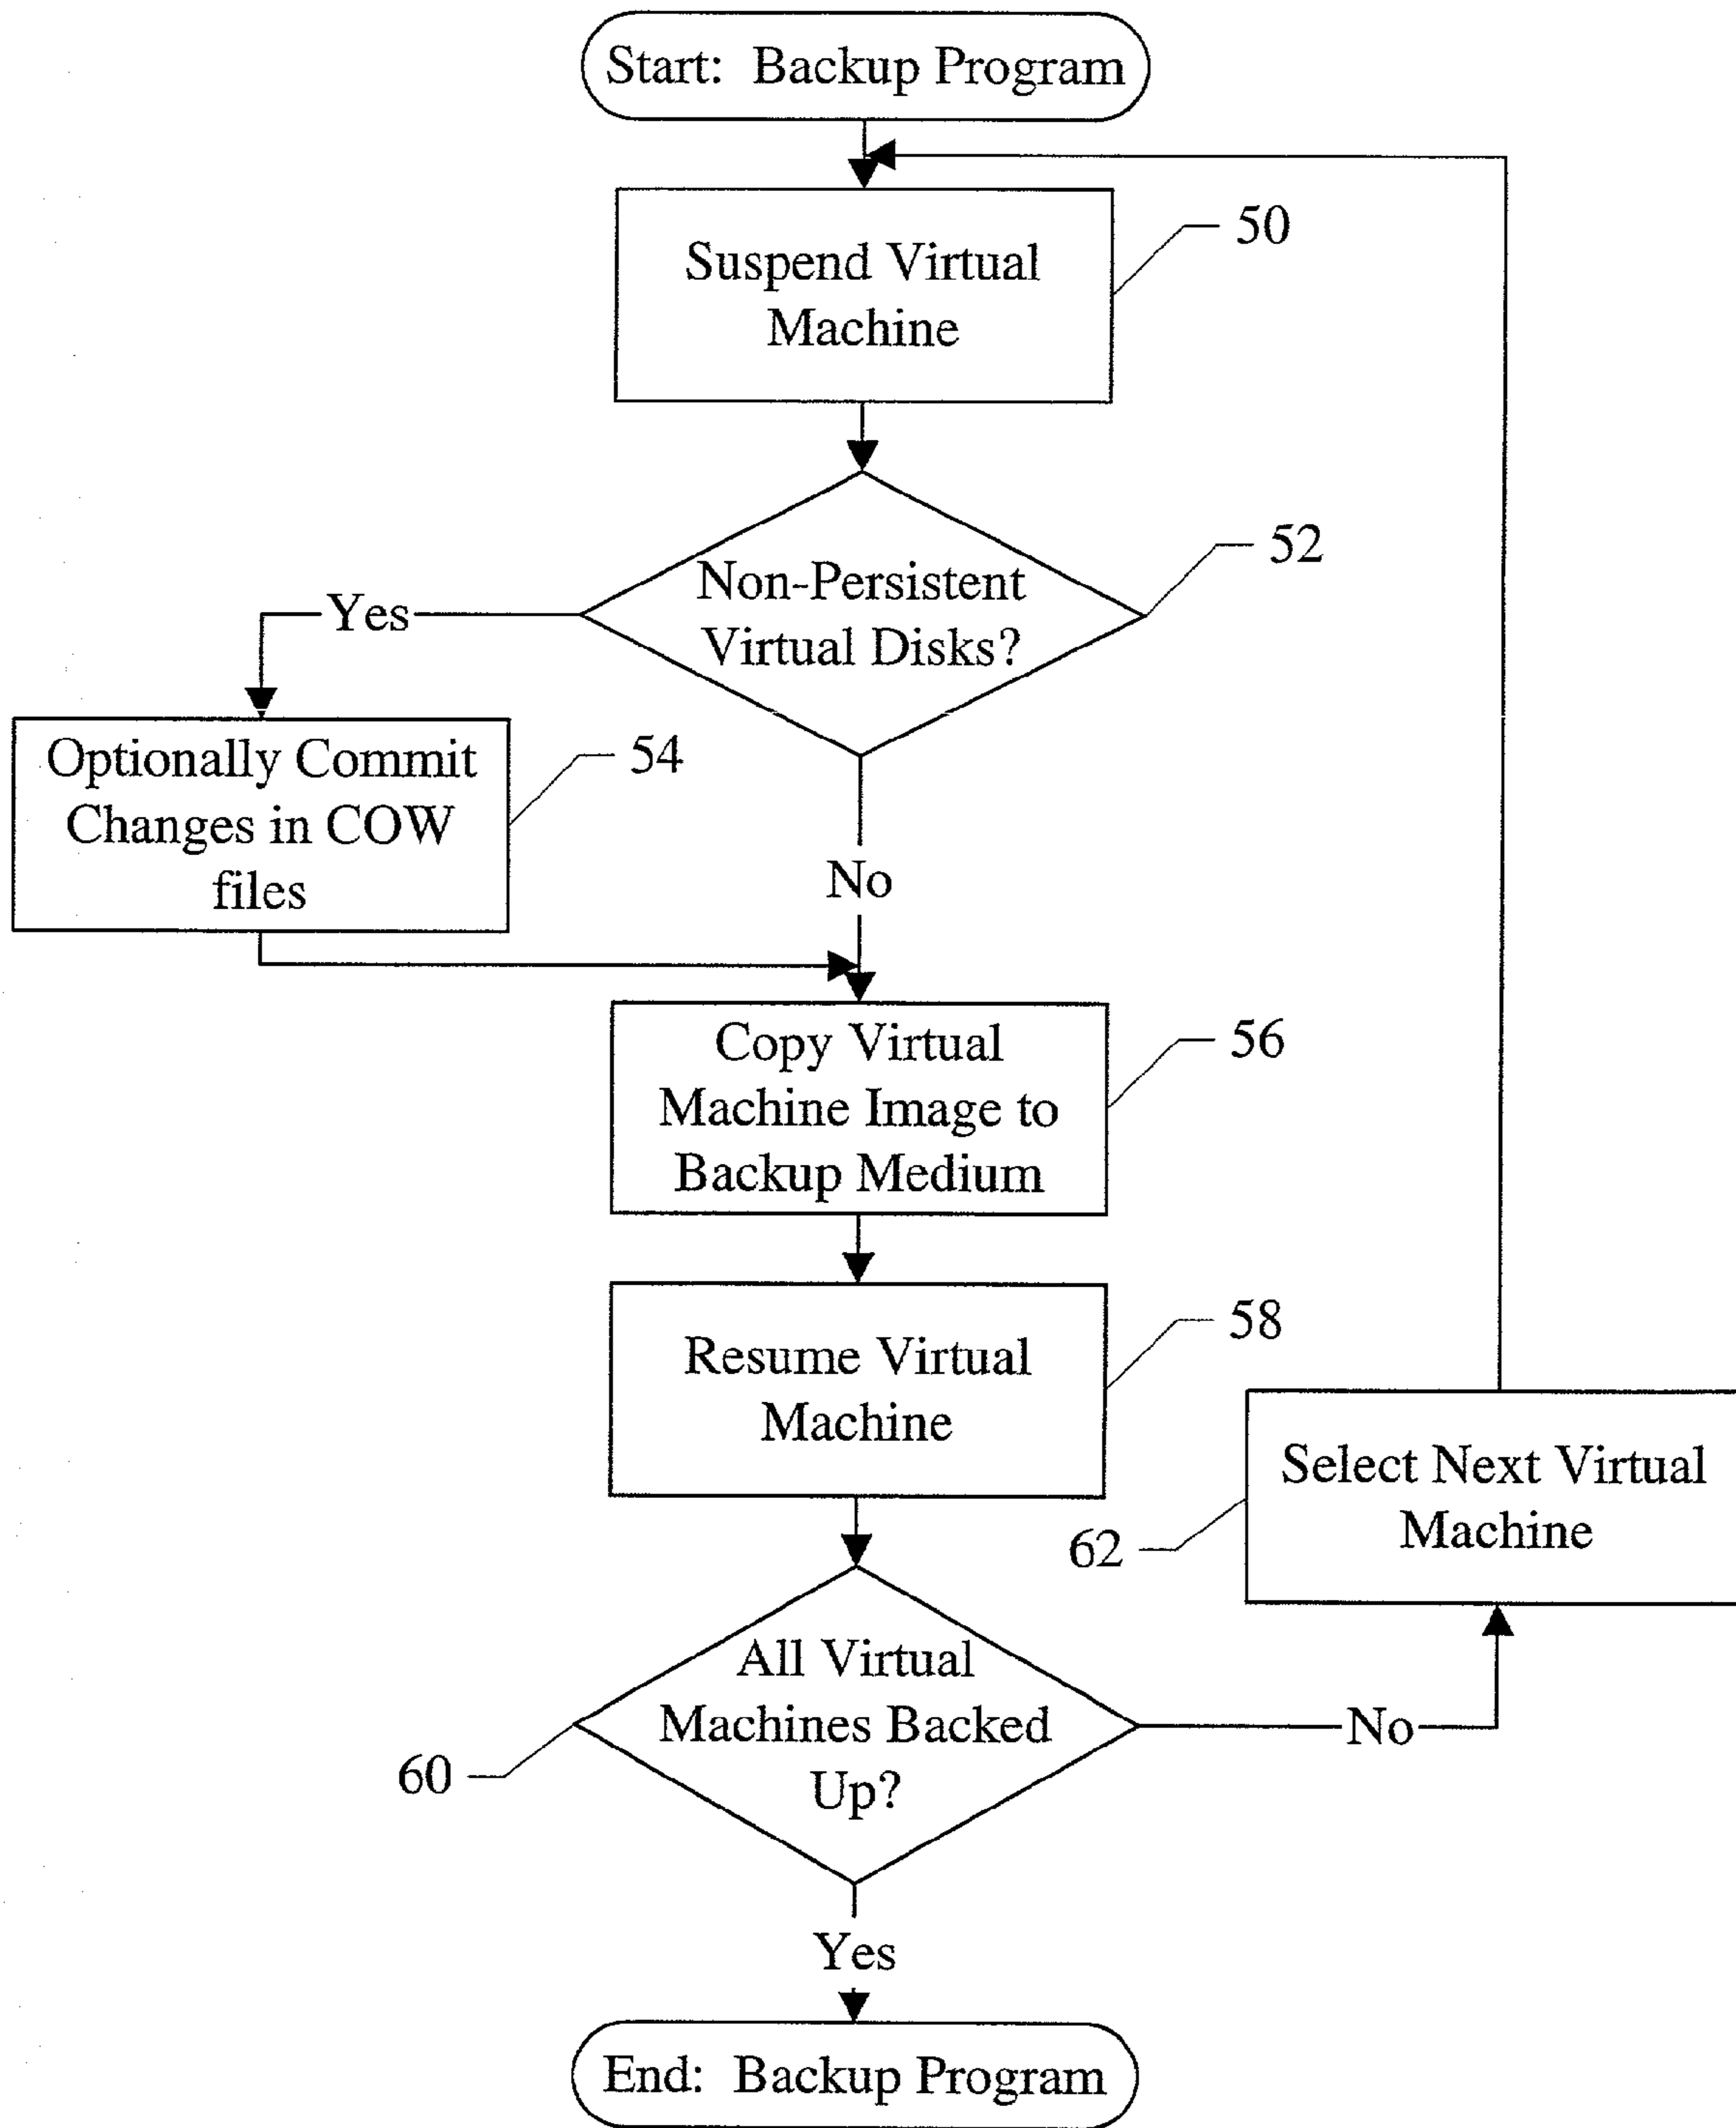 Start: Backup Program
Suspend Virtual
Machine
50
Non-Persistent
Virtual Disks?
52
Yes
Optionally Commit
Changes in COW
files
54
No
Copy Virtual
Machine Image to
Backup Medium
56
Resume Virtual
Machine
58
Select Next Virtual
Machine
62
All Virtual
Machines Backed
Up?
60
No
Yes
End: Backup Program